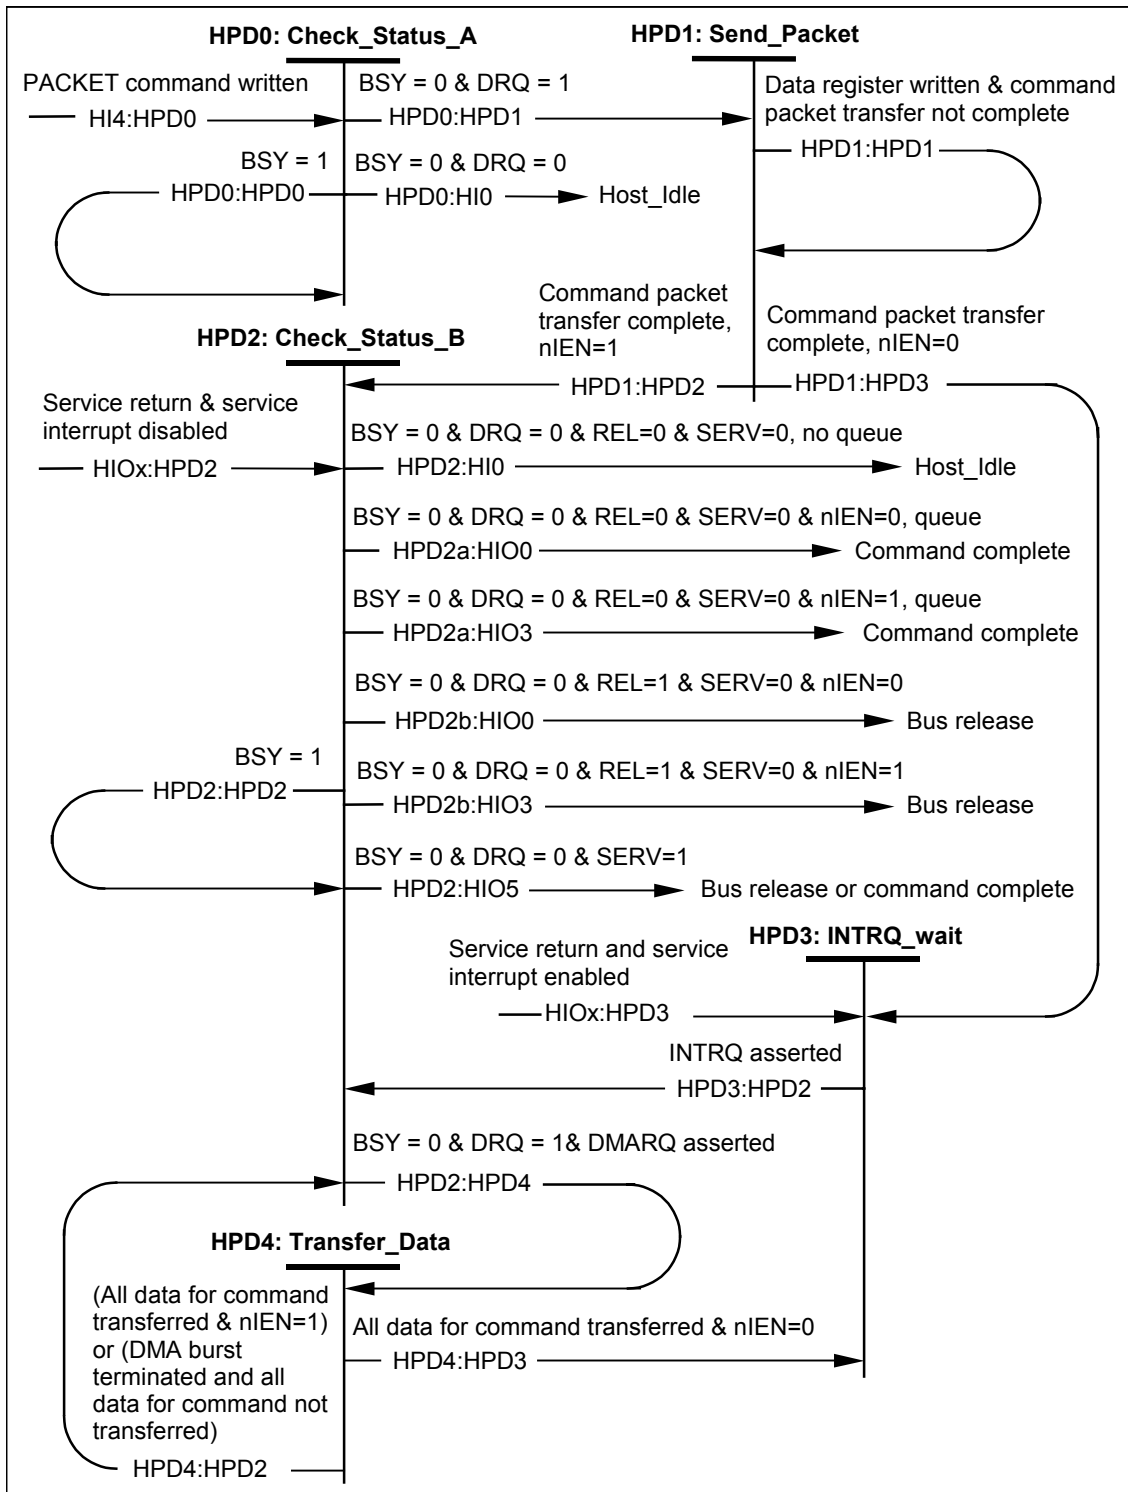 HPD0: Check_Status_A
HPD1: Send_Packet
PACKET command written
HI4:HPD0
BSY = 0 & DRQ = 1
HPD0:HPD1
Data register written & command
packet transfer not complete
HPD1:HPD1
BSY = 1
HPD0:HPD0
BSY = 0 & DRQ = 0
HPD0:HI0
Host_Idle
Command packet
transfer complete,
nIEN=1
HPD1:HPD2
Command packet transfer
complete, nIEN=0
HPD1:HPD3
HPD2: Check_Status_B
Service return & service
interrupt disabled
HIOx:HPD2
BSY = 0 & DRQ = 0 & REL=0 & SERV=0, no queue
HPD2:HI0
Host_Idle
BSY = 0 & DRQ = 0 & REL=0 & SERV=0 & nIEN=0, queue
HPD2a:HIO0
Command complete
BSY = 0 & DRQ = 0 & REL=0 & SERV=0 & nIEN=1, queue
HPD2a:HIO3
Command complete
BSY = 0 & DRQ = 0 & REL=1 & SERV=0 & nIEN=0
HPD2b:HIO0
Bus release
BSY = 1
HPD2:HPD2
BSY = 0 & DRQ = 0 & REL=1 & SERV=0 & nIEN=1
HPD2b:HIO3
Bus release
BSY = 0 & DRQ = 0 & SERV=1
HPD2:HIO5
Bus release or command complete
HPD3: INTRQ_wait
Service return and service
interrupt enabled
HIOx:HPD3
INTRQ asserted
HPD3:HPD2
BSY = 0 & DRQ = 1& DMARQ asserted
HPD2:HPD4
HPD4: Transfer_Data
(All data for command
transferred & nIEN=1)
or (DMA burst
terminated and all
data for command not
transferred)
HPD4:HPD2
All data for command transferred & nIEN=0
HPD4:HPD3